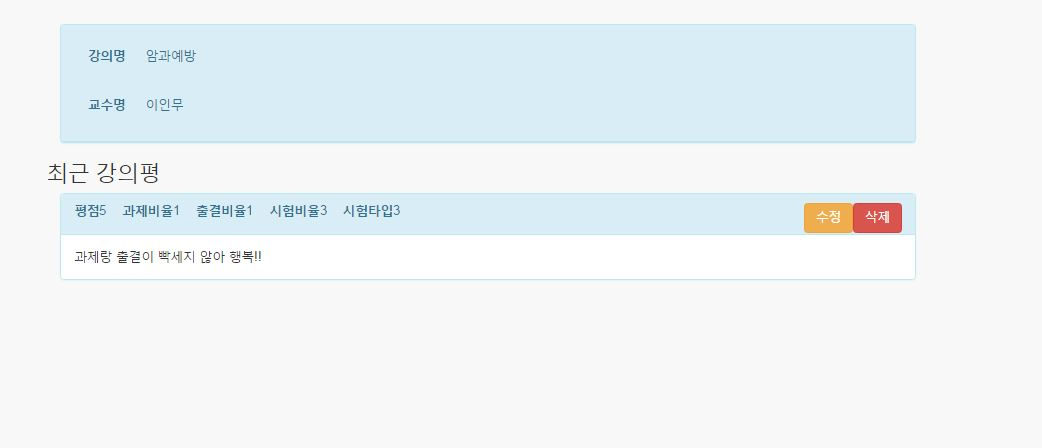 강의명 암과예방
교수명 이인무
최근 강의평
평점5 과제비율1 출결비율1 시험비율3 시험타입3 수정 삭제
과제랑 출결이 빡세지 않아 행복!!